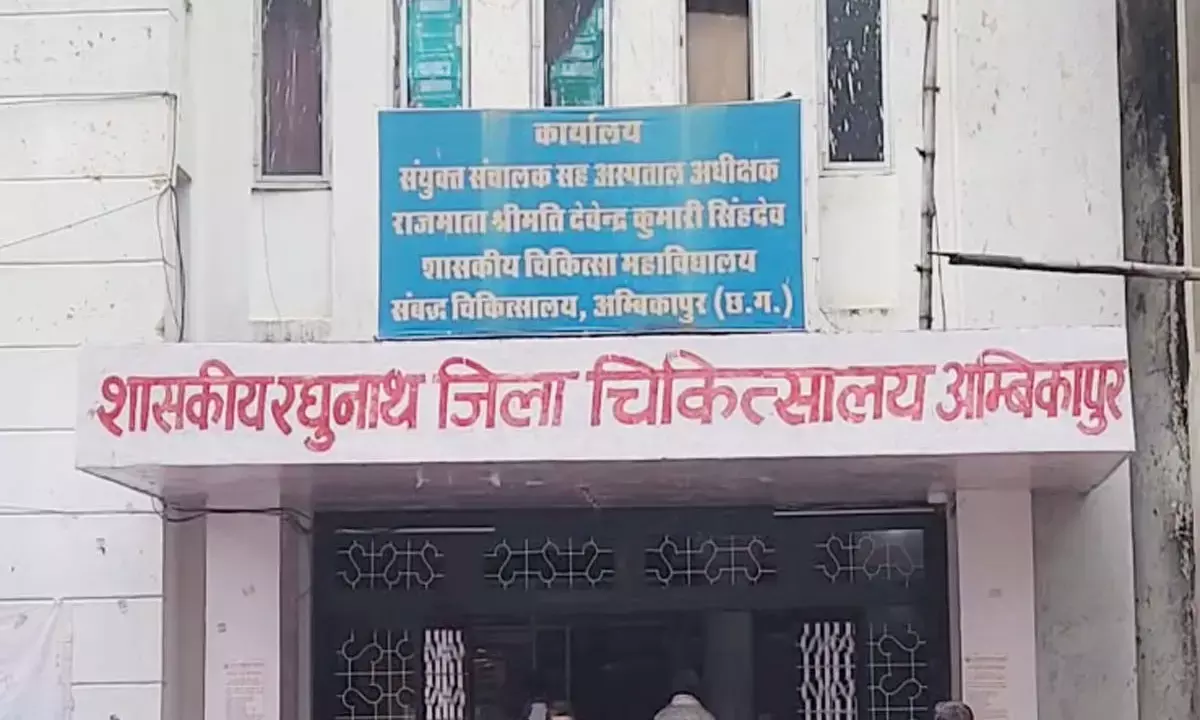 कार्यालय
संयुक्त संचालक सह अस्पताल अधीक्षक
राजमाता श्रीमति देवेन्द्र कुमारी सिंहदेव
शासकीय चिकित्सा महाविद्यालय
संबद्ध चिकित्सालय, अम्बिकापुर (छ.ग.)
शासकीय रघुनाथ जिला चिकित्सालय अम्बिकापुर